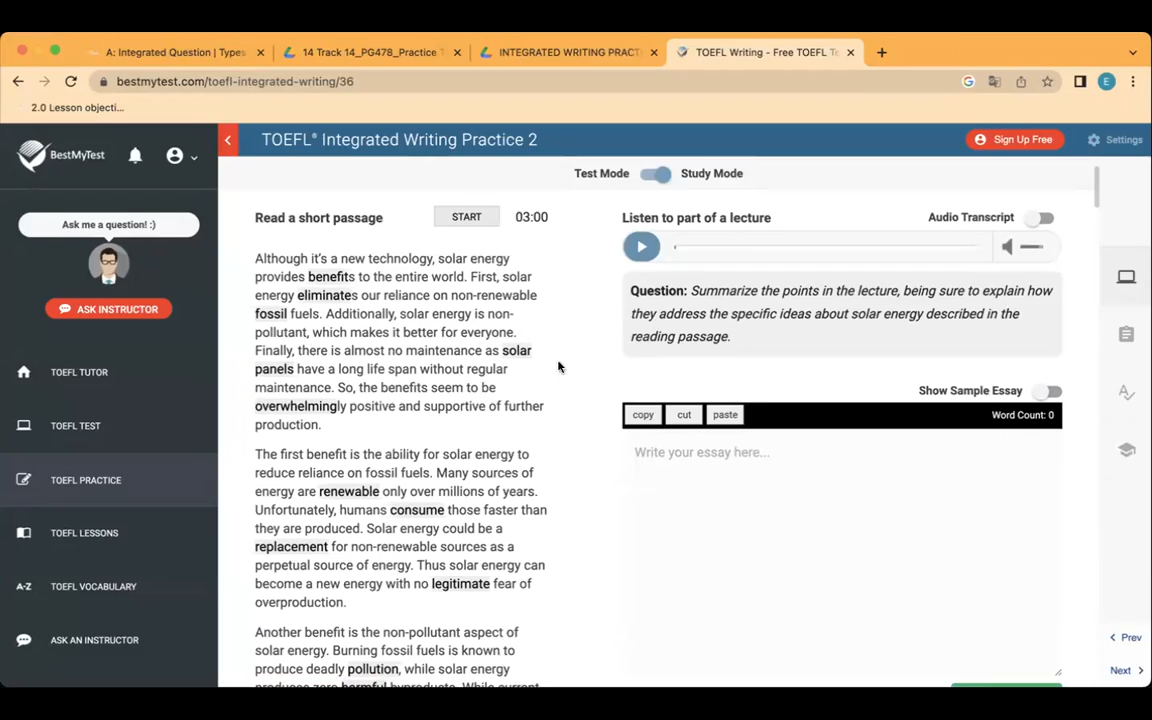 A: Integrated Question | Types
14 Track 14_PG478_Practice T
INTEGRATED WRITING PRACT
TOEFL Writing - Free TOEFL Te
bestmytest.com/toefl-integrated-writing/36
E
2.0 Lesson objecti...
BestMyTest
TOEFL® Integrated Writing Practice 2
Sign Up Free
Settings
Test Mode
Study Mode
Ask me a question! :)
ASK INSTRUCTOR
TOEFL TUTOR
TOEFL TEST
TOEFL PRACTICE
TOEFL LESSONS
A-Z TOEFL VOCABULARY
ASK AN INSTRUCTOR
Read a short passage
START
03:00
Although it's a new technology, solar energy
provides benefits to the entire world. First, solar
energy eliminates our reliance on non-renewable
fossil fuels. Additionally, solar energy is non-
pollutant, which makes it better for everyone.
Finally, there is almost no maintenance as solar
panels have a long life span without regular
maintenance. So, the benefits seem to be
overwhelmingly positive and supportive of further
production.
The first benefit is the ability for solar energy to
reduce reliance on fossil fuels. Many sources of
energy are renewable only over millions of years.
Unfortunately, humans consume those faster than
they are produced. Solar energy could be a
replacement for non-renewable sources as a
perpetual source of energy. Thus solar energy can
become a new energy with no legitimate fear of
overproduction.
Another benefit is the non-pollutant aspect of
solar energy. Burning fossil fuels is known to
produce deadly pollution, while solar energy
produces zero harmful byproducts. While current
Listen to part of a lecture
Audio Transcript
Question: Summarize the points in the lecture, being sure to explain how
they address the specific ideas about solar energy described in the
reading passage.
Show Sample Essay
copy
cut
paste
Word Count: 0
Write your essay here...
Prev
Next